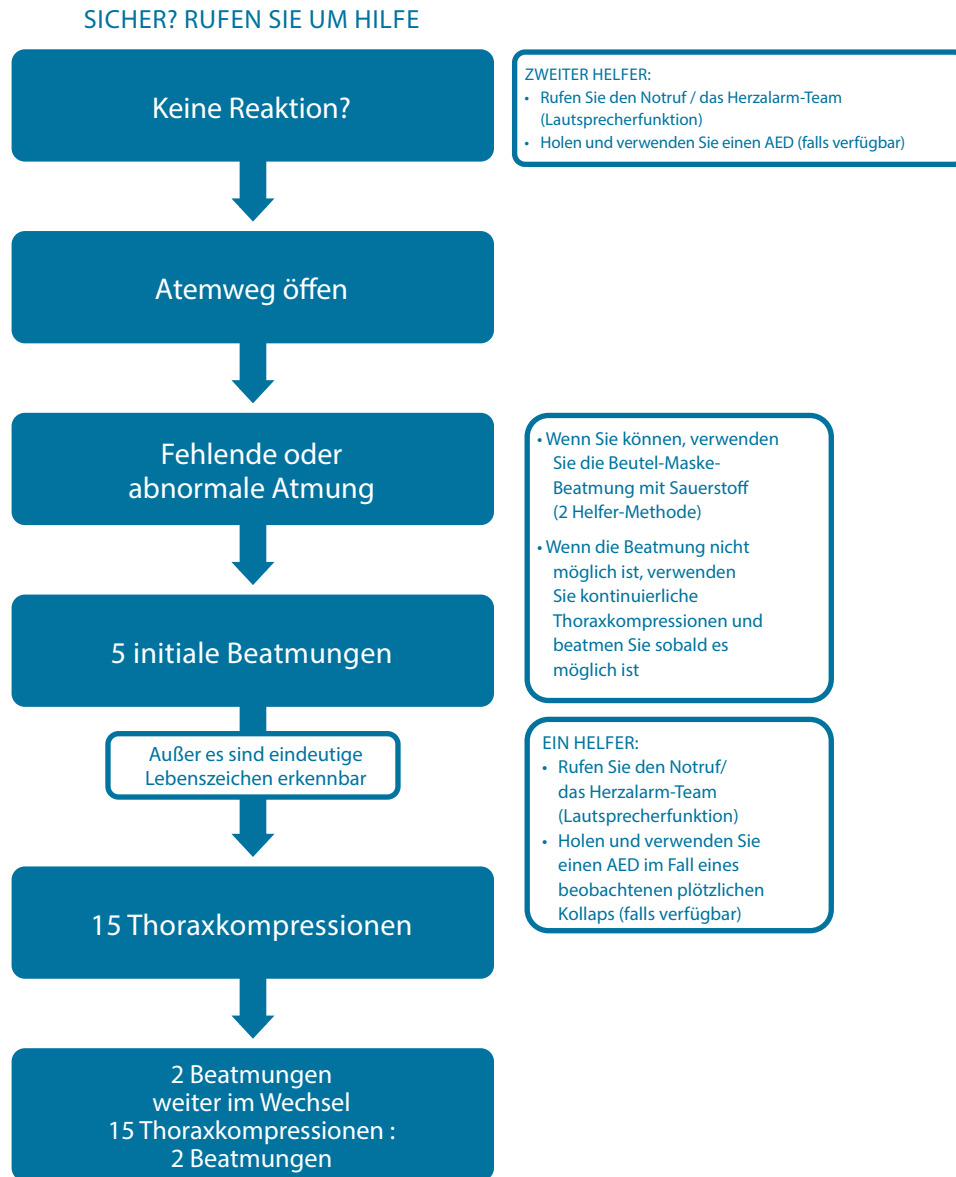 SICHER? RUFEN SIE UM HILFE
Keine Reaktion?
ZWEITER HELFER:
• Rufen Sie den Notruf / das Herzalarm-Team
(Lautsprecherfunktion)
• Holen und verwenden Sie einen AED (falls verfügbar)
Atemweg öffen
Fehlende oder
abnormale Atmung
• Wenn Sie können, verwenden
Sie die Beutel-Maske-
Beatmung mit Sauerstoff
(2 Helfer-Methode)
• Wenn die Beatmung nicht
möglich ist, verwenden
Sie kontinuierliche
Thoraxkompressionen und
beatmen Sie sobald es
möglich ist
5 initiale Beatmungen
Außer es sind eindeutige
Lebenszeichen erkennbar
EIN HELFER:
• Rufen Sie den Notruf/
das Herzalarm-Team
(Lautsprecherfunktion)
• Holen und verwenden Sie
einen AED im Fall eines
beobachtenen plötzlichen
Kollaps (falls verfügbar)
15 Thoraxkompressionen
2 Beatmungen
weiter im Wechsel
15 Thoraxkompressionen :
2 Beatmungen